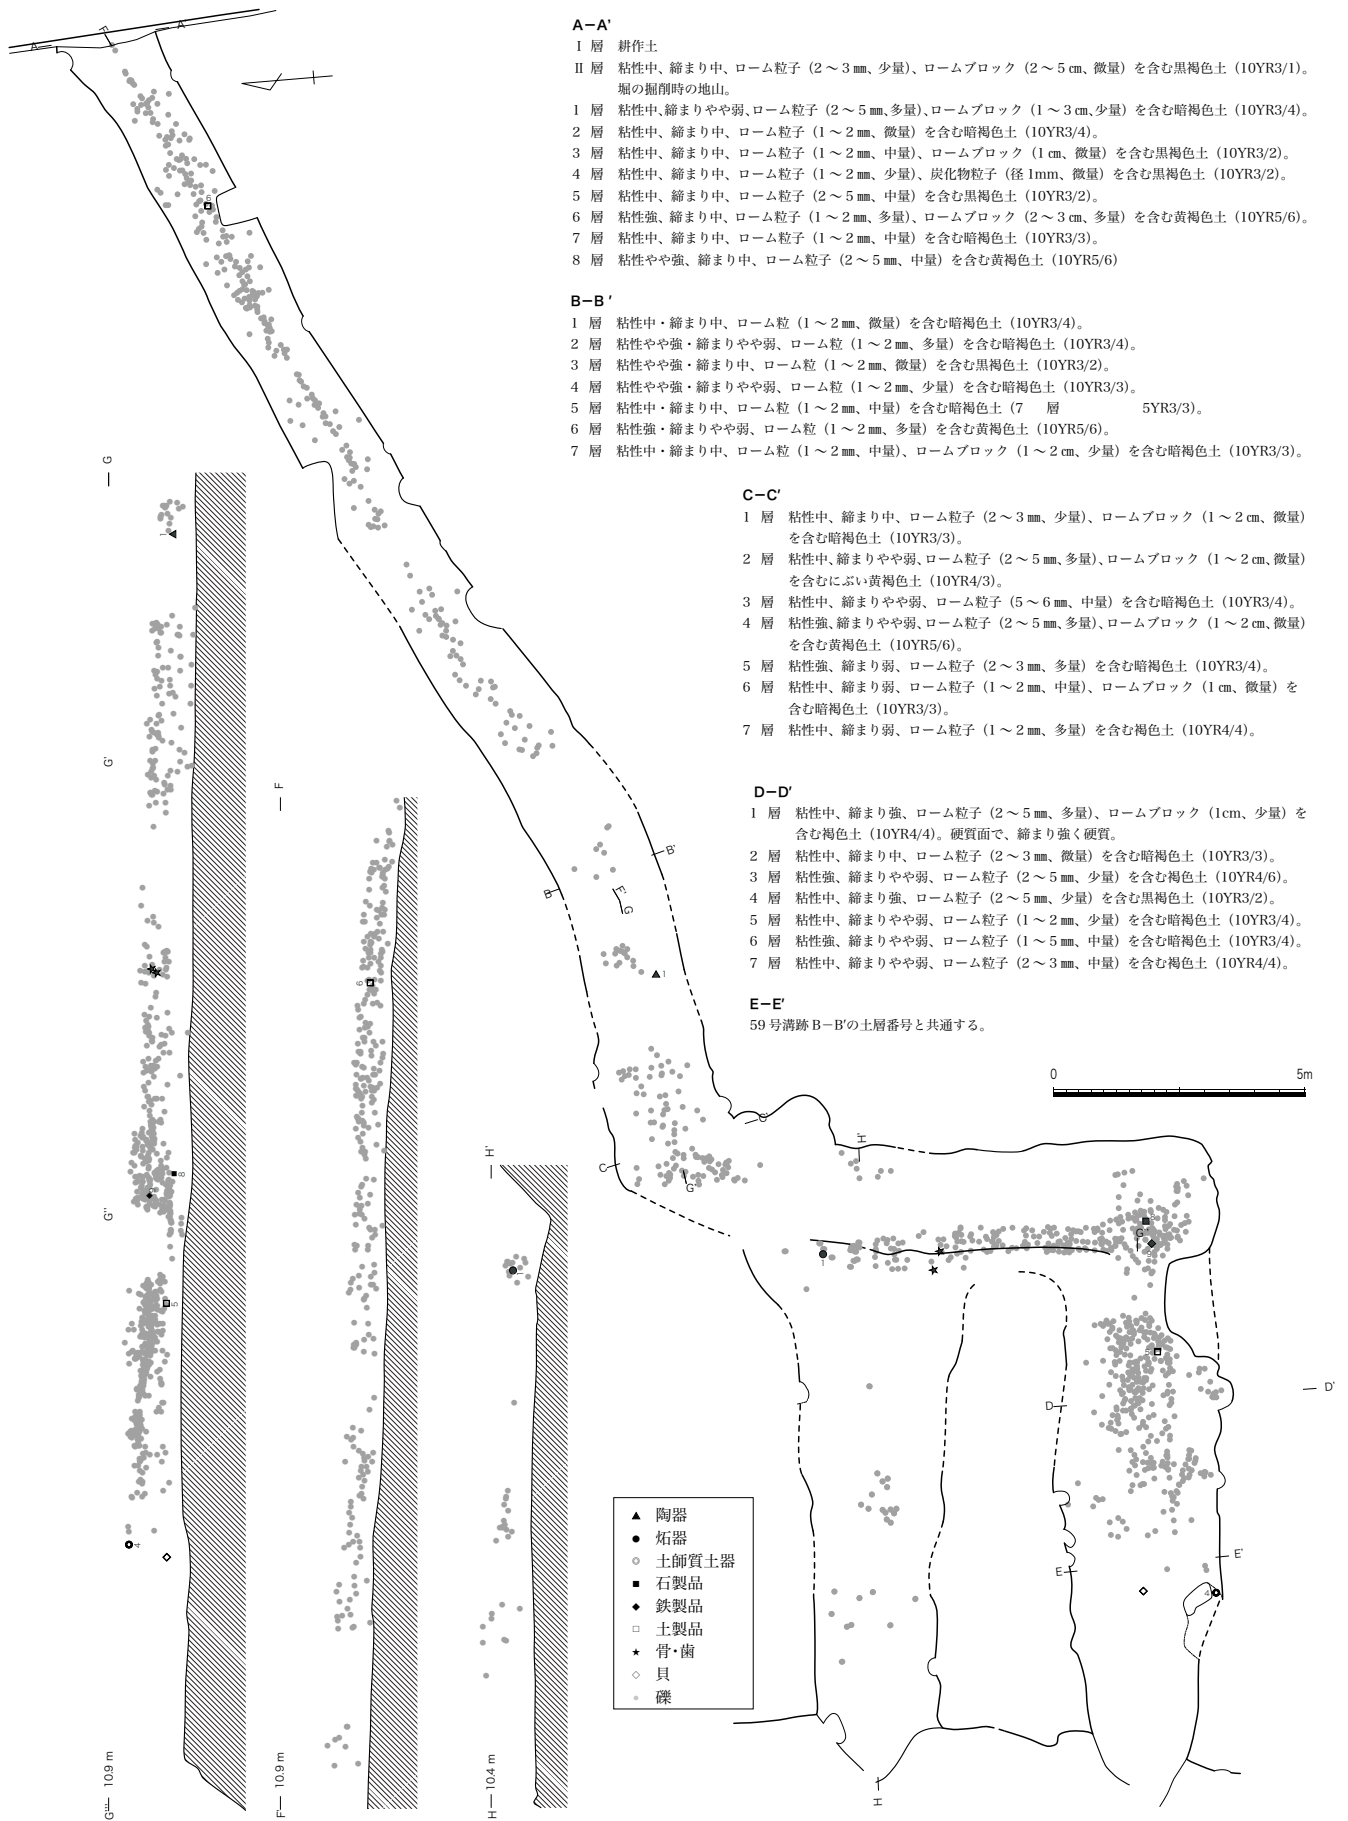 A－A′
Ⅰ 層 耕作土
Ⅱ 層 粘性中、締まり中、ローム粒子（2～3㎜、少量）、ロームブロック（2～5㎝、微量）を含む黒褐色土（10YR3/1）。
堀の掘削時の地山。
1 層 粘性中、締まりやや弱、ローム粒子（2～5㎜、多量）、ロームブロック（1～3㎝、少量）を含む暗褐色土（10YR3/4）。
2 層 粘性中、締まり中、ローム粒子（1～2㎜、微量）を含む暗褐色土（10YR3/4）。
3 層 粘性中、締まり中、ローム粒子（1～2㎜、中量）、ロームブロック（1㎝、微量）を含む黒褐色土（10YR3/2）。
4 層 粘性中、締まり中、ローム粒子（1～2㎜、少量）、炭化物粒子（径1mm、微量）を含む黒褐色土（10YR3/2）。
5 層 粘性中、締まり中、ローム粒子（2～5㎜、中量）を含む黒褐色土（10YR3/2）。
6 層 粘性強、締まり中、ローム粒子（1～2㎜、多量）、ロームブロック（2～3㎝、多量）を含む黄褐色土（10YR5/6）。
7 層 粘性中、締まり中、ローム粒子（1～2㎜、中量）を含む暗褐色土（10YR3/3）。
8 層 粘性やや強、締まり中、ローム粒子（2～5㎜、中量）を含む黄褐色土（10YR5/6）
B－B′
1 層 粘性中・締まり中、ローム粒（1～2㎜、微量）を含む暗褐色土（10YR3/4）。
2 層 粘性やや強・締まりやや弱、ローム粒（1～2㎜、多量）を含む暗褐色土（10YR3/4）。
3 層 粘性やや強・締まり中、ローム粒（1～2㎜、微量）を含む黒褐色土（10YR3/2）。
4 層 粘性やや強・締まりやや弱、ローム粒（1～2㎜、少量）を含む暗褐色土（10YR3/3）。
5 層 粘性中・締まり中、ローム粒（1～2㎜、中量）を含む暗褐色土（7 層 5YR3/3）。
6 層 粘性強・締まりやや弱、ローム粒（1～2㎜、多量）を含む黄褐色土（10YR5/6）。
7 層 粘性中・締まり中、ローム粒（1～2㎜、中量）、ロームブロック（1～2㎝、少量）を含む暗褐色土（10YR3/3）。
C－C′
1 層 粘性中、締まり中、ローム粒子（2～3㎜、少量）、ロームブロック（1～2㎝、微量）
を含む暗褐色土（10YR3/3）。
2 層 粘性中、締まりやや弱、ローム粒子（2～5㎜、多量）、ロームブロック（1～2㎝、微量）
を含むにぶい黄褐色土（10YR4/3）。
3 層 粘性中、締まりやや弱、ローム粒子（5～6㎜、中量）を含む暗褐色土（10YR3/4）。
4 層 粘性強、締まりやや弱、ローム粒子（2～5㎜、多量）、ロームブロック（1～2㎝、微量）
を含む黄褐色土（10YR5/6）。
5 層 粘性強、締まり弱、ローム粒子（2～3㎜、多量）を含む暗褐色土（10YR3/4）。
6 層 粘性中、締まり弱、ローム粒子（1～2㎜、中量）、ロームブロック（1㎝、微量）を
含む暗褐色土（10YR3/3）。
7 層 粘性中、締まり弱、ローム粒子（1～2㎜、多量）を含む褐色土（10YR4/4）。
D－D′
1 層 粘性中、締まり強、ローム粒子（2～5㎜、多量）、ロームブロック（1cm、少量）を
含む褐色土（10YR4/4）。硬質面で、締まり強く硬質。
2 層 粘性中、締まり中、ローム粒子（2～3㎜、微量）を含む暗褐色土（10YR3/3）。
3 層 粘性強、締まりやや弱、ローム粒子（2～5㎜、少量）を含む褐色土（10YR4/6）。
4 層 粘性中、締まり強、ローム粒子（2～5㎜、少量）を含む黒褐色土（10YR3/2）。
5 層 粘性中、締まりやや弱、ローム粒子（1～2㎜、少量）を含む暗褐色土（10YR3/4）。
6 層 粘性強、締まりやや弱、ローム粒子（1～5㎜、中量）を含む暗褐色土（10YR3/4）。
7 層 粘性中、締まりやや弱、ローム粒子（2～3㎜、中量）を含む褐色土（10YR4/4）。
E－E′
59号溝跡B－B′の土層番号と共通する。
0 5m
A
A′
F
6
B
B′
F′
G
1
C
C′
G′
H′
1
G″
D
D′
5
E
E′
4
H
G
1
G′
8
G″
5
4
G‴ 10.9 m
F
6
F′ 10.9 m
H′
1
H 10.4 m
陶器
炻器
土師質土器
石製品
鉄製品
土製品
骨・歯
貝
礫